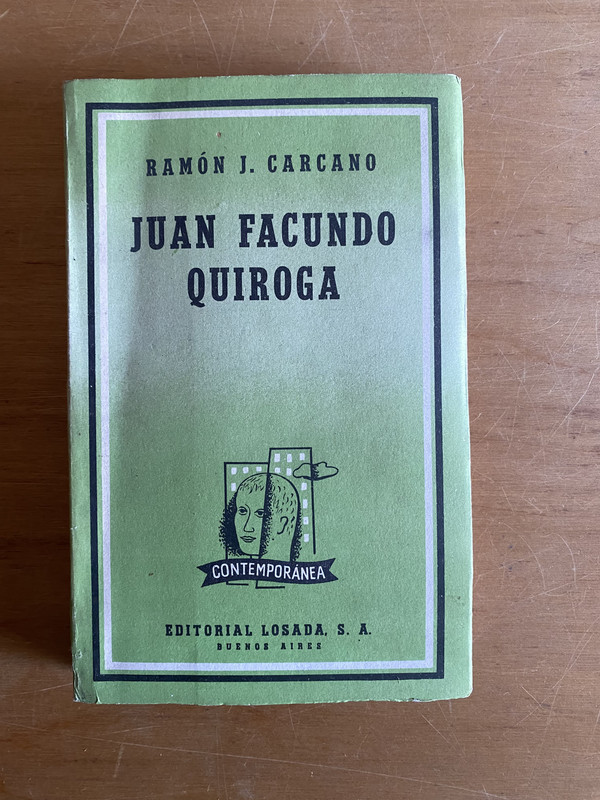 RAMÓN J. CARCANO
JUAN FACUNDO
QUIROGA
CONTEMPORÁNEA
EDITORIAL LOSADA, S. A.
BUENOS AIRES